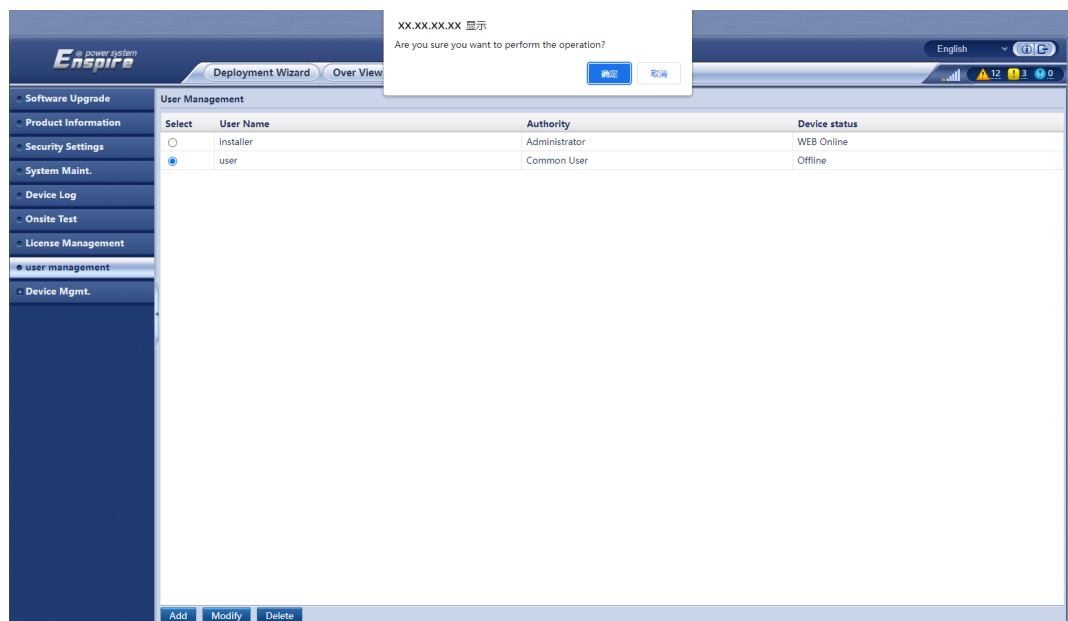 xx.xx.xx.xx 显示
Are you sure you want to perform the operation?
确定 取消
@ power system
Enspire
English
Deployment Wizard Over View
12 3 0
Software Upgrade
Product Information
Security Settings
System Maint.
Device Log
Onsite Test
License Management
user management
Device Mgmt.
User Management
Select User Name Authority Device status
installer Administrator WEB Online
user Common User Offline
Add Modify Delete